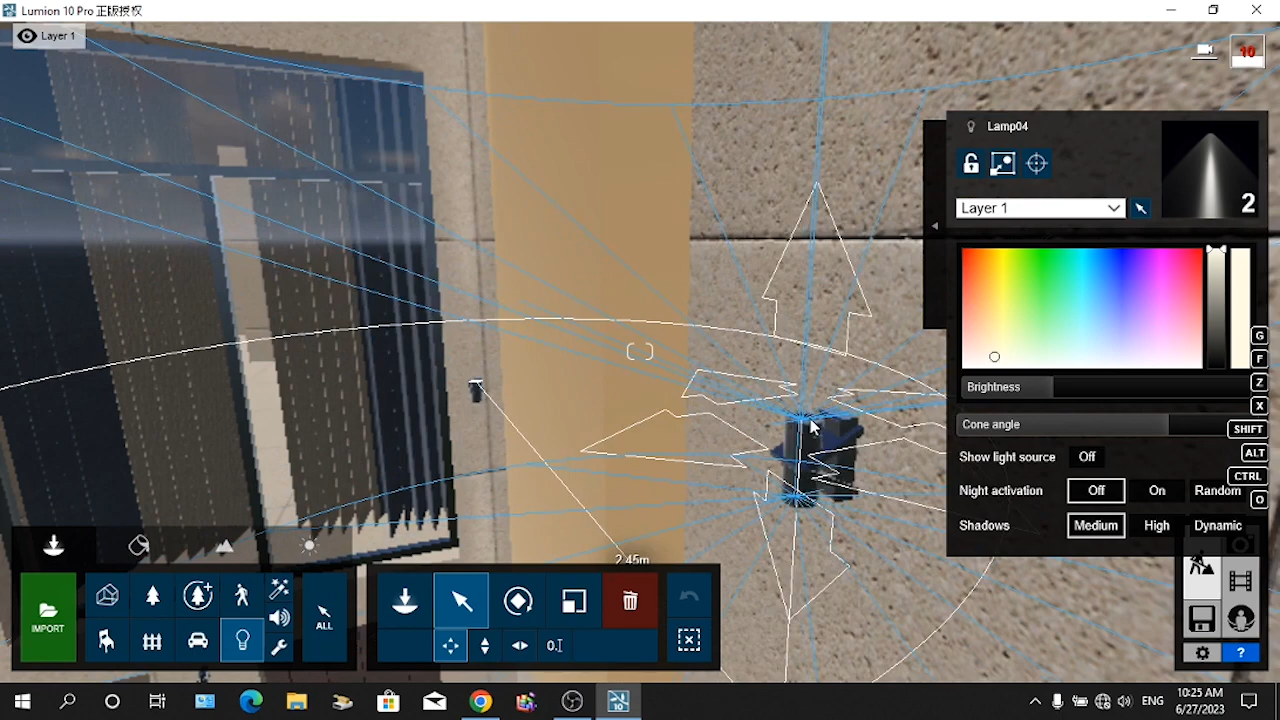 Lumion 10 Pro 正版授权
Layer 1
10
Lamp04
Layer 1
2
G
F
Brightness
Z
X
Cone angle
SHIFT
Show light source Off
ALT
CTRL
Night activation Off On Random
O
Shadows Medium High Dynamic
2.45m
IMPORT
ALL
0.
?
10
ENG
10:25 AM
6/27/2023